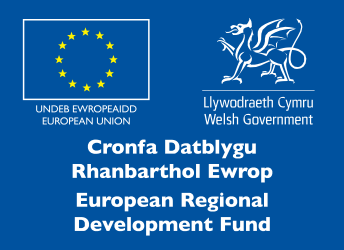 UNDEB EWROPEAIDD
EUROPEAN UNION
Llywodraeth Cymru
Welsh Government
Cronfa Datblygu
Rhanbarthol Ewrop
European Regional
Development Fund